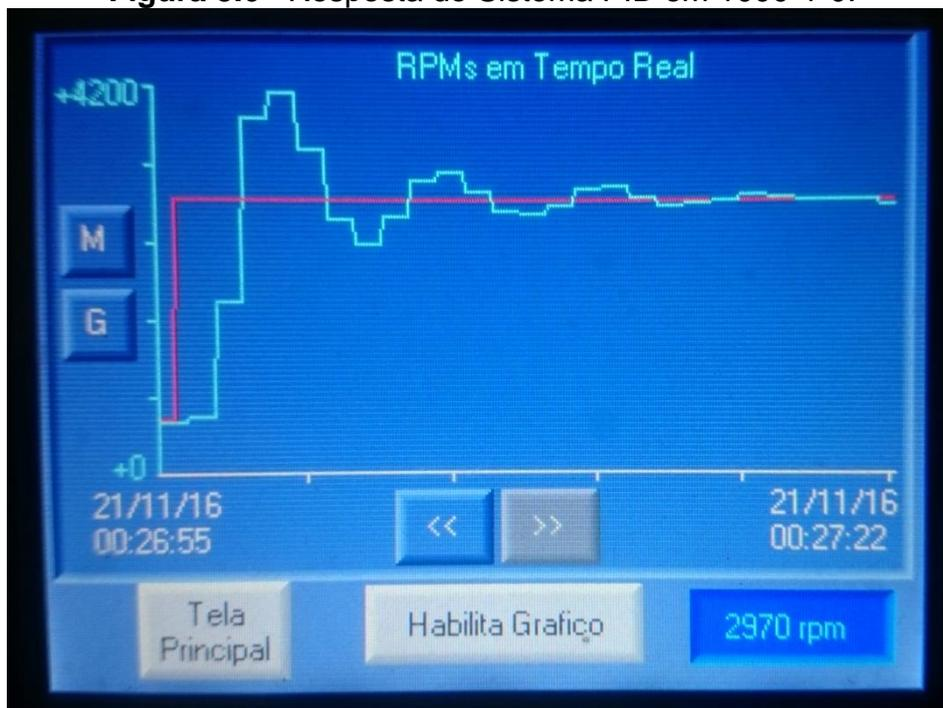 RPMs em Tempo Real
+4200
M
G
+0
21/11/16
00:26:55
<<
>>
21/11/16
00:27:22
Tela
Principal
Habilita Grafiço
2970 rpm